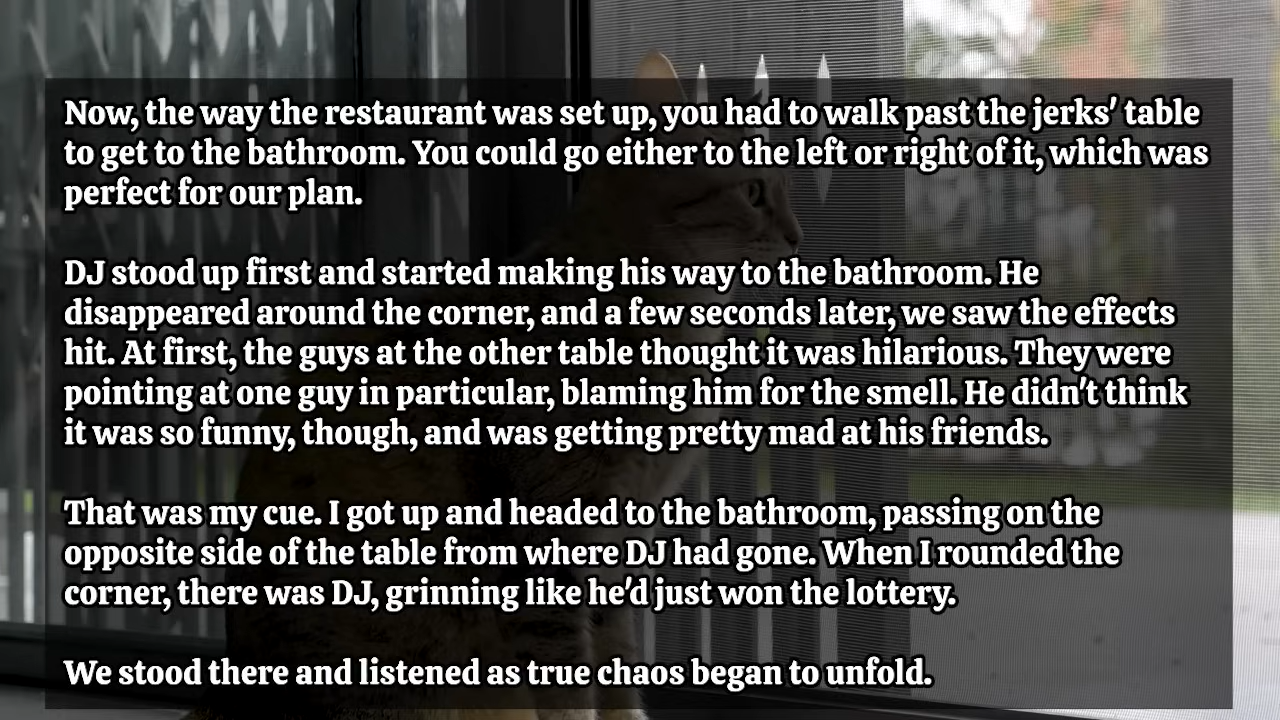 Now, the way the restaurant was set up, you had to walk past the jerks' table
to get to the bathroom. You could go either to the left or right of it, which was
perfect for our plan.
DJ stood up first and started making his way to the bathroom. He
disappeared around the corner, and a few seconds later, we saw the effects
hit. At first, the guys at the other table thought it was hilarious. They were
pointing at one guy in particular, blaming him for the smell. He didn't think
it was so funny, though, and was getting pretty mad at his friends.
That was my cue. I got up and headed to the bathroom, passing on the
opposite side of the table from where DJ had gone. When I rounded the
corner, there was DJ, grinning like he'd just won the lottery.
We stood there and listened as true chaos began to unfold.